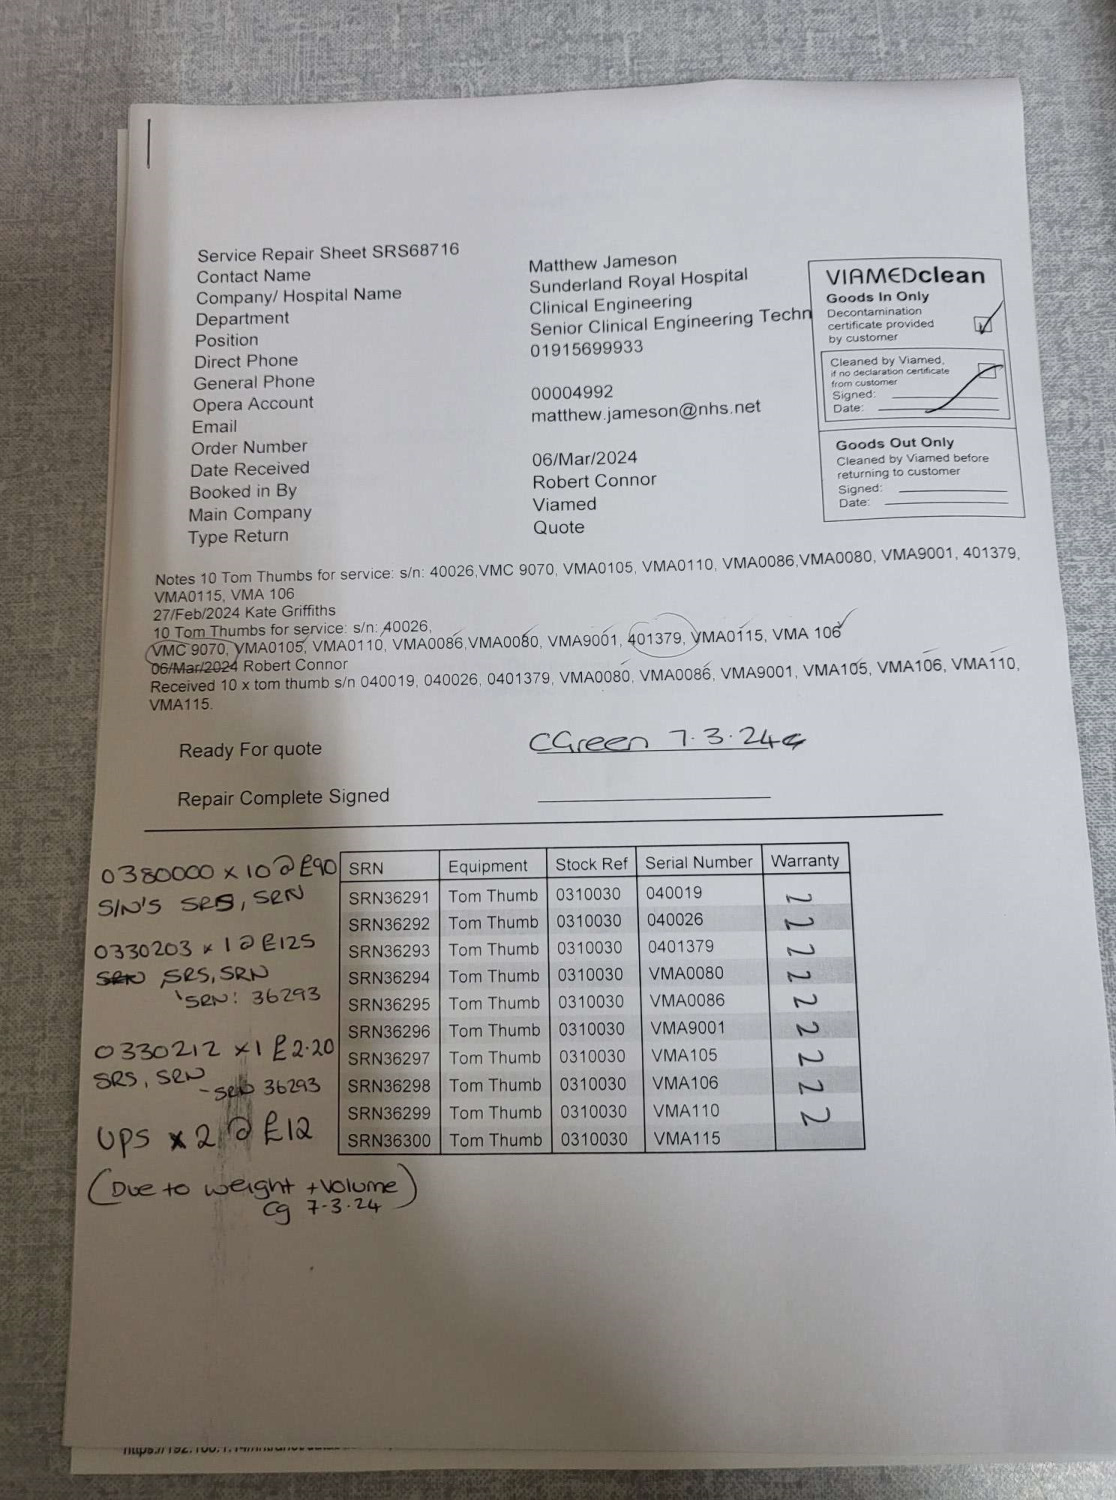 Service Repair Sheet SRS68716
Contact Name Matthew Jameson
Company/ Hospital Name Sunderland Royal Hospital
Department Clinical Engineering
Position Senior Clinical Engineering Techn
Direct Phone 01915699933
General Phone
Opera Account 00004992
Email matthew.jameson@nhs.net
Order Number
Date Received 06/Mar/2024
Booked in By Robert Connor
Main Company Viamed
Type Return Quote
VIAMEDclean
Goods In Only
Decontamination
certificate provided
by customer
Cleaned by Viamed,
if no declaration certificate
from customer
Signed:
Date:
Goods Out Only
Cleaned by Viamed before
returning to customer
Signed:
Date:
Notes 10 Tom Thumbs for service: s/n: 40026,VMC 9070, VMA0105, VMA0110, VMA0086,VMA0080, VMA9001, 401379,
VMA0115, VMA 106
27/Feb/2024 Kate Griffiths
10 Tom Thumbs for service: s/n: 40026,
VMC 9070, VMA0105, VMA0110, VMA0086,VMA0080, VMA9001, 401379, VMA0115, VMA 106
06/Mar/2024 Robert Connor
Received 10 x tom thumb s/n 040019, 040026, 0401379, VMA0080, VMA0086, VMA9001, VMA105, VMA106, VMA110,
VMA115.
Ready For quote CGreen 7.3.24
Repair Complete Signed
0380000 x 10 @ £90
S/N'S SRS, SRN
0330203 x 1 @ £125
SRN SRS, SRN
SRN: 36293
0330212 x1 £2.20
SRS, SRN
- SRN 36293
UPS x 2 @ £12
(Due to weight + volume)
Cg 7-3.24
SRN Equipment Stock Ref Serial Number Warranty
SRN36291 Tom Thumb 0310030 040019 2
SRN36292 Tom Thumb 0310030 040026 2
SRN36293 Tom Thumb 0310030 0401379 2
SRN36294 Tom Thumb 0310030 VMA0080 2
SRN36295 Tom Thumb 0310030 VMA0086 2
SRN36296 Tom Thumb 0310030 VMA9001 2
SRN36297 Tom Thumb 0310030 VMA105 2
SRN36298 Tom Thumb 0310030 VMA106 2
SRN36299 Tom Thumb 0310030 VMA110 2
SRN36300 Tom Thumb 0310030 VMA115